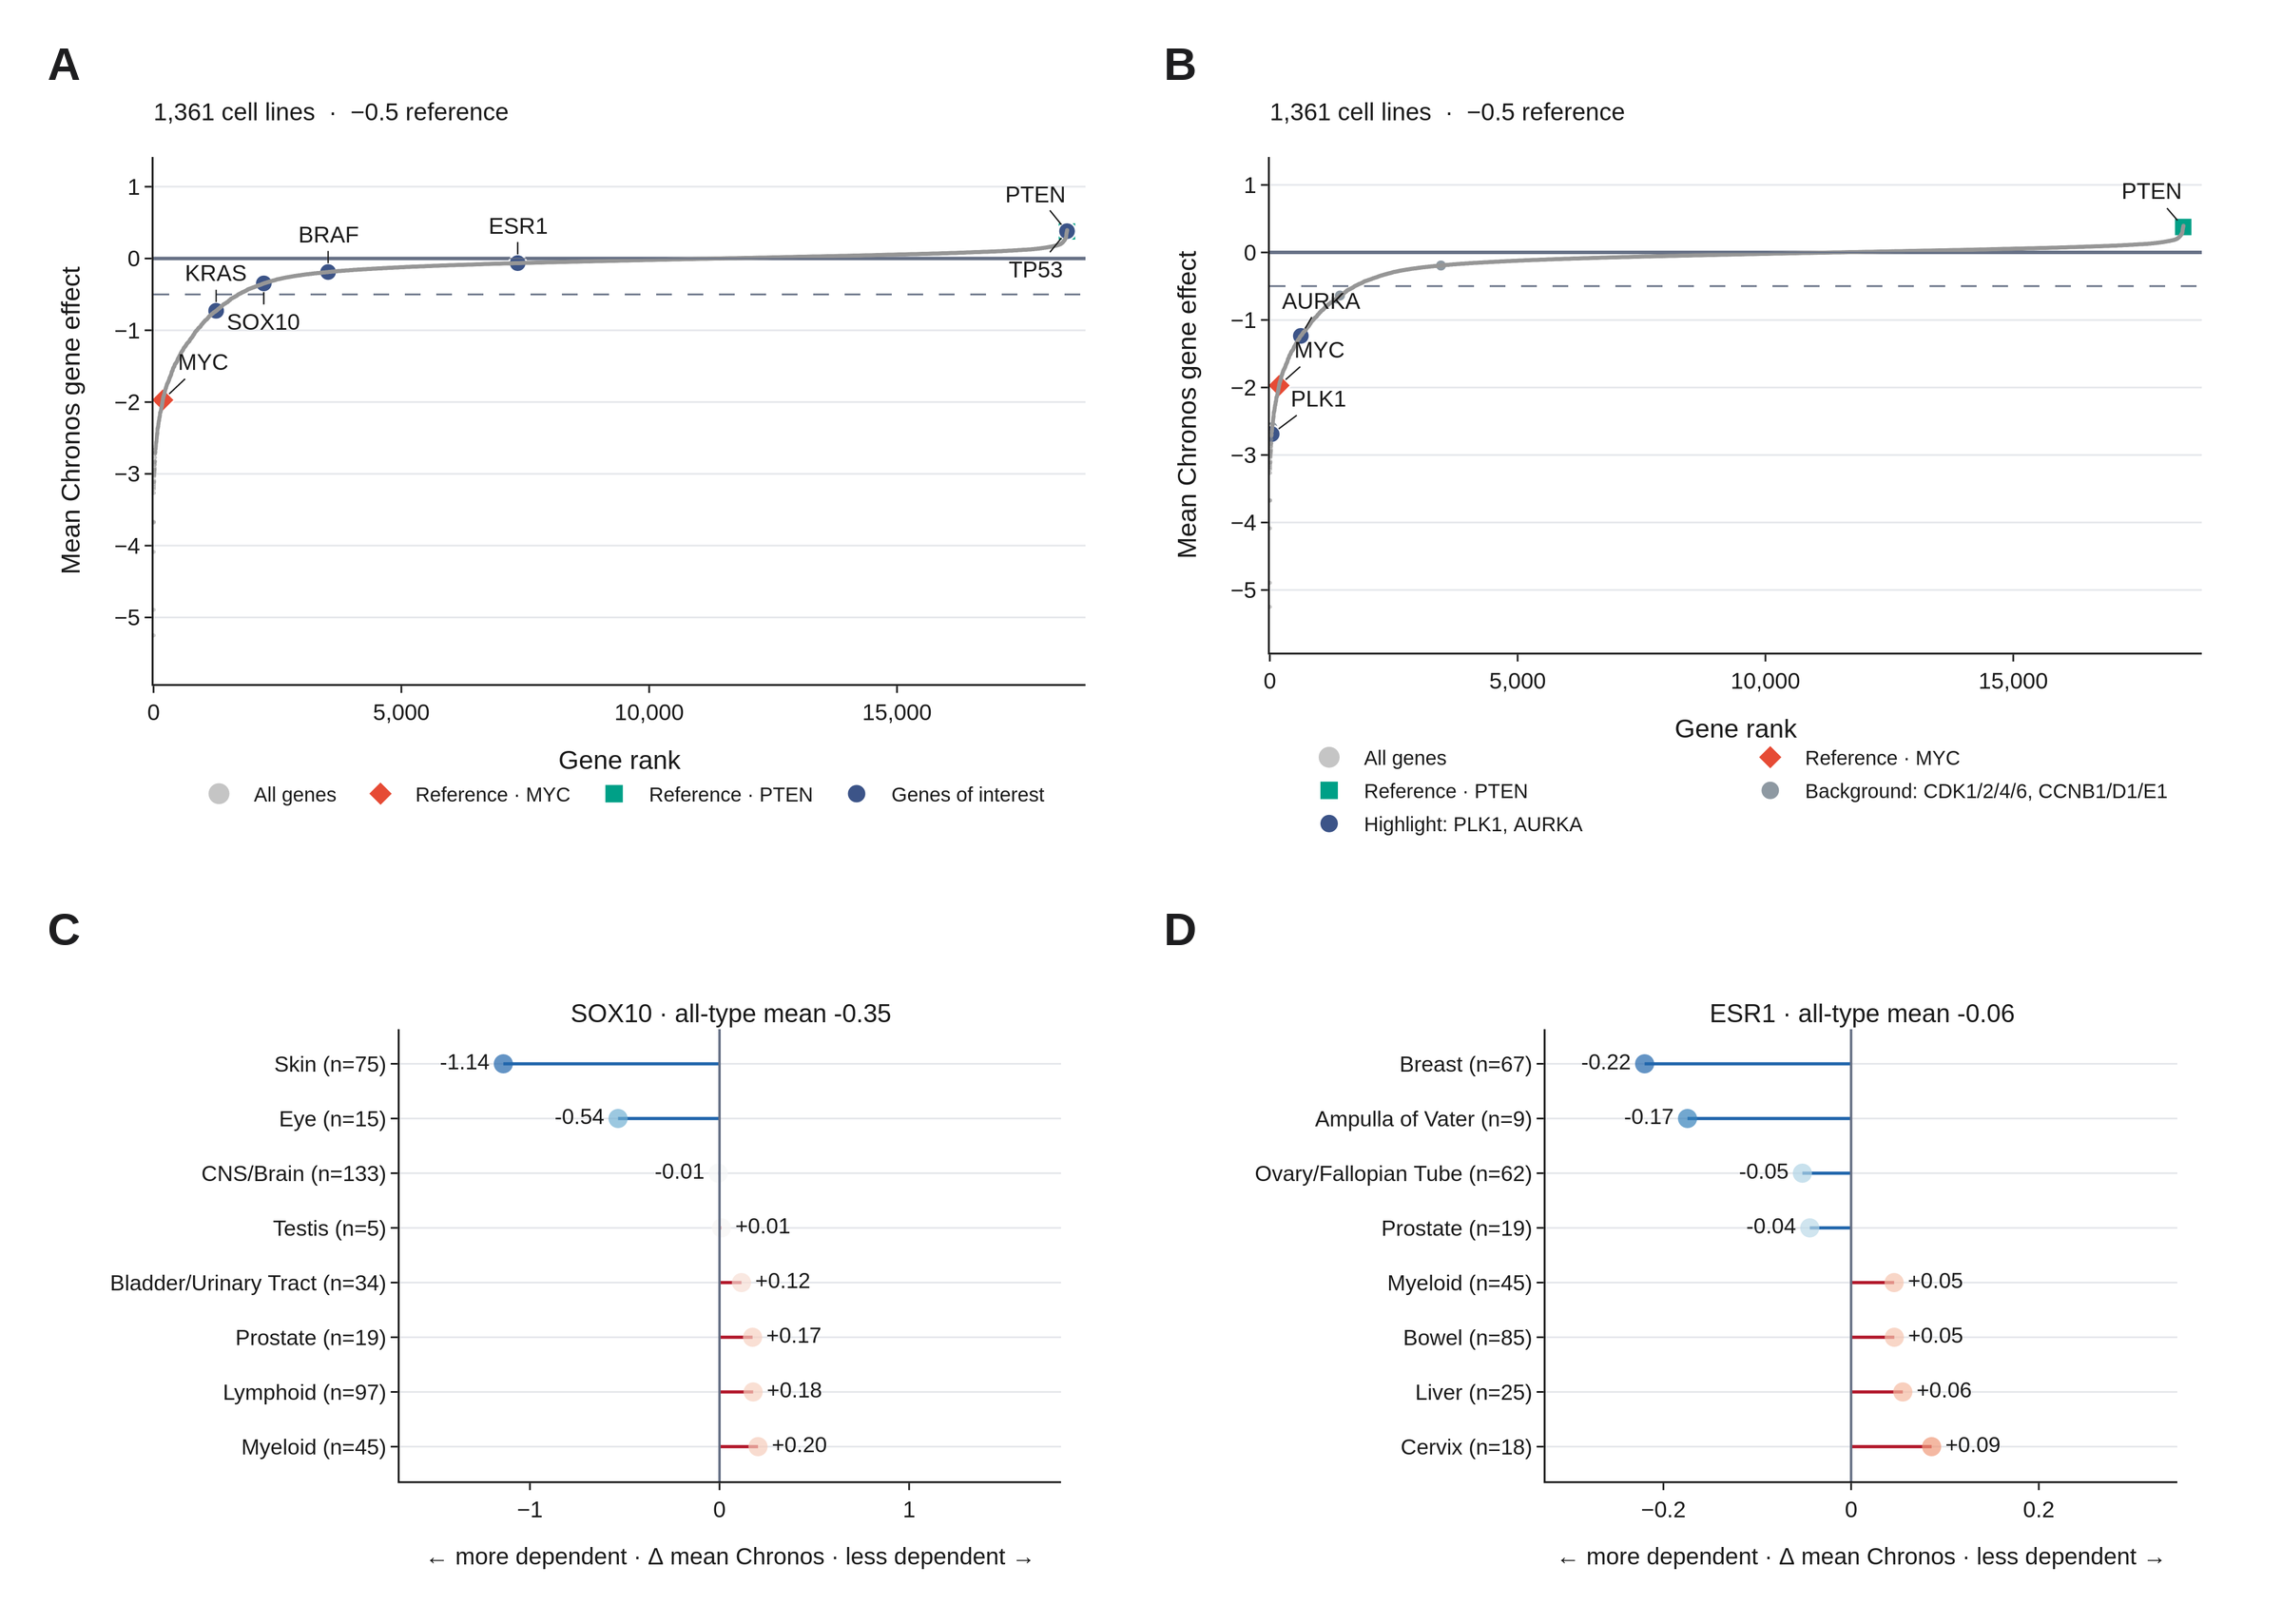 A
1,361 cell lines · −0.5 reference
Mean Chronos gene effect
1
0
−1
−2
−3
−4
−5
PTEN
ESR1
BRAF
KRAS
TP53
SOX10
MYC
0
5,000
10,000
15,000
Gene rank
All genes
Reference · MYC
Reference · PTEN
Genes of interest
B
1,361 cell lines · −0.5 reference
Mean Chronos gene effect
1
0
−1
−2
−3
−4
−5
PTEN
AURKA
MYC
PLK1
0
5,000
10,000
15,000
Gene rank
All genes
Reference · MYC
Reference · PTEN
Background: CDK1/2/4/6, CCNB1/D1/E1
Highlight: PLK1, AURKA
C
SOX10 · all-type mean -0.35
Skin (n=75)
-1.14
Eye (n=15)
-0.54
CNS/Brain (n=133)
-0.01
Testis (n=5)
+0.01
Bladder/Urinary Tract (n=34)
+0.12
Prostate (n=19)
+0.17
Lymphoid (n=97)
+0.18
Myeloid (n=45)
+0.20
−1
0
1
← more dependent · Δ mean Chronos · less dependent →
D
ESR1 · all-type mean -0.06
Breast (n=67)
-0.22
Ampulla of Vater (n=9)
-0.17
Ovary/Fallopian Tube (n=62)
-0.05
Prostate (n=19)
-0.04
Myeloid (n=45)
+0.05
Bowel (n=85)
+0.05
Liver (n=25)
+0.06
Cervix (n=18)
+0.09
−0.2
0
0.2
← more dependent · Δ mean Chronos · less dependent →